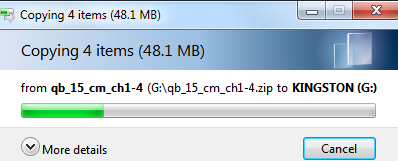 Copying 4 items (48.1 MB)
Copying 4 items (48.1 MB)
from qb_15_cm_ch1-4 (G:\qb_15_cm_ch1-4.zip to KINGSTON (G:)
More details
Cancel